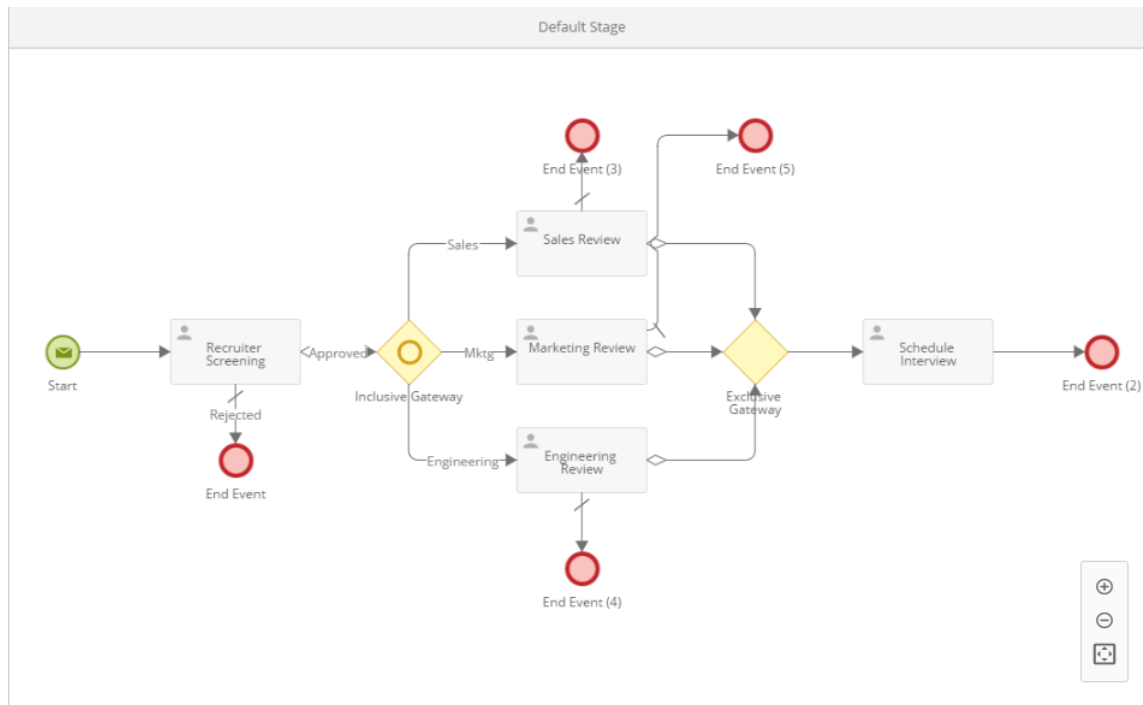 Default Stage
End Event (3)
End Event (5)
Sales Review
Sales
Recruiter
Screening
Approved
Mktg
Marketing Review
Schedule
Interview
Start
Inclusive Gateway
Exclusive
Gateway
End Event (2)
Rejected
Engineering
Engineering
Review
End Event
End Event (4)